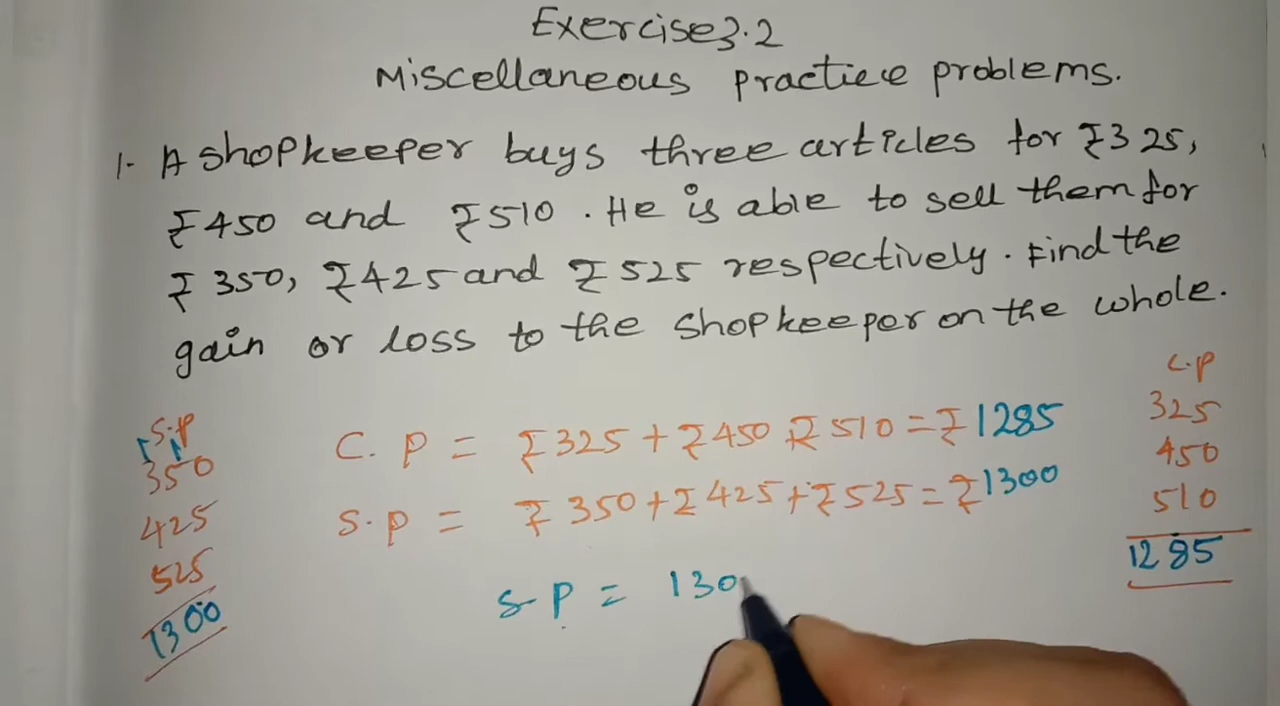 Exercise3.2
Miscellaneous practice problems.
1. A shopkeeper buys three articles for ₹325,
₹450 and ₹510. He is able to sell them for
₹350, ₹425 and ₹525 respectively. Find the
gain or loss to the shopkeeper on the whole.
S.P
350
425
525
1300
C.P = ₹325+₹450 ₹510=₹1285
S.P = ₹350+₹425+₹525=₹1300
S.P = 130
C.P
325
450
510
1285